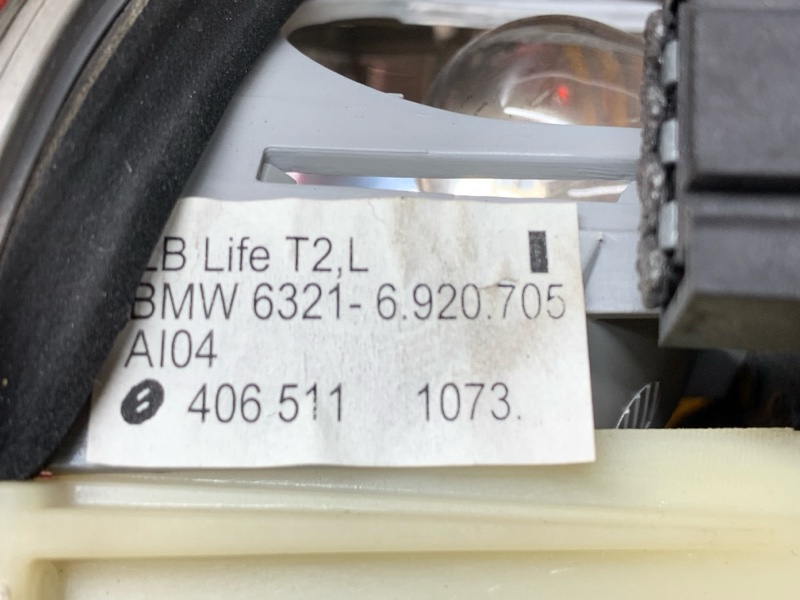 LB Life T2,L
BMW 6321- 6.920.705
AI04
406 511 1073.